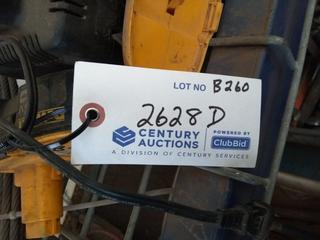 LOT NO B260
2628D
CENTURY AUCTIONS
POWERED BY
ClubBid
A DIVISION OF CENTURY SERVICES